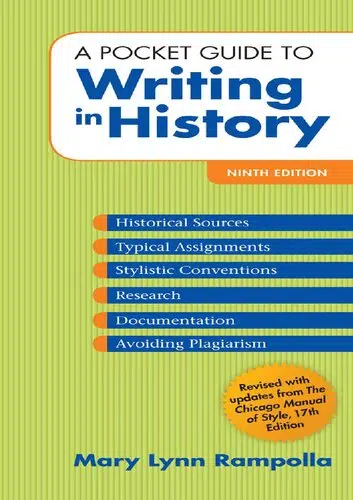 A POCKET GUIDE TO
Writing
in History
NINTH EDITION
Historical Sources
Typical Assignments
Stylistic Conventions
Research
Documentation
Avoiding Plagiarism
Revised with
updates from The
Chicago Manual
of Style, 17th
Edition
Mary Lynn Rampolla